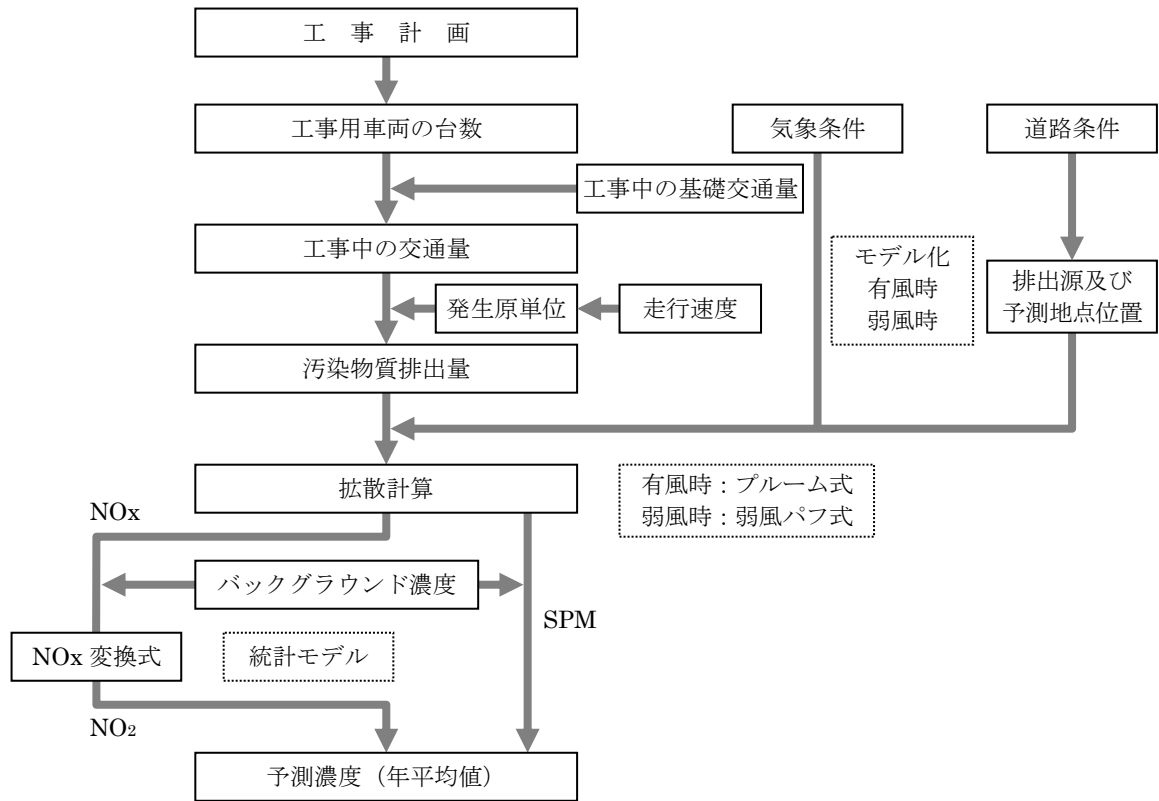 工 事 計 画
工事用車両の台数
気象条件
道路条件
工事中の基礎交通量
工事中の交通量
モデル化
有風時
弱風時
排出源及び
予測地点位置
発生原単位
走行速度
汚染物質排出量
拡散計算
有風時：プルーム式
弱風時：弱風パフ式
NOx
バックグラウンド濃度
SPM
NOx 変換式
統計モデル
NO₂
予測濃度（年平均値）